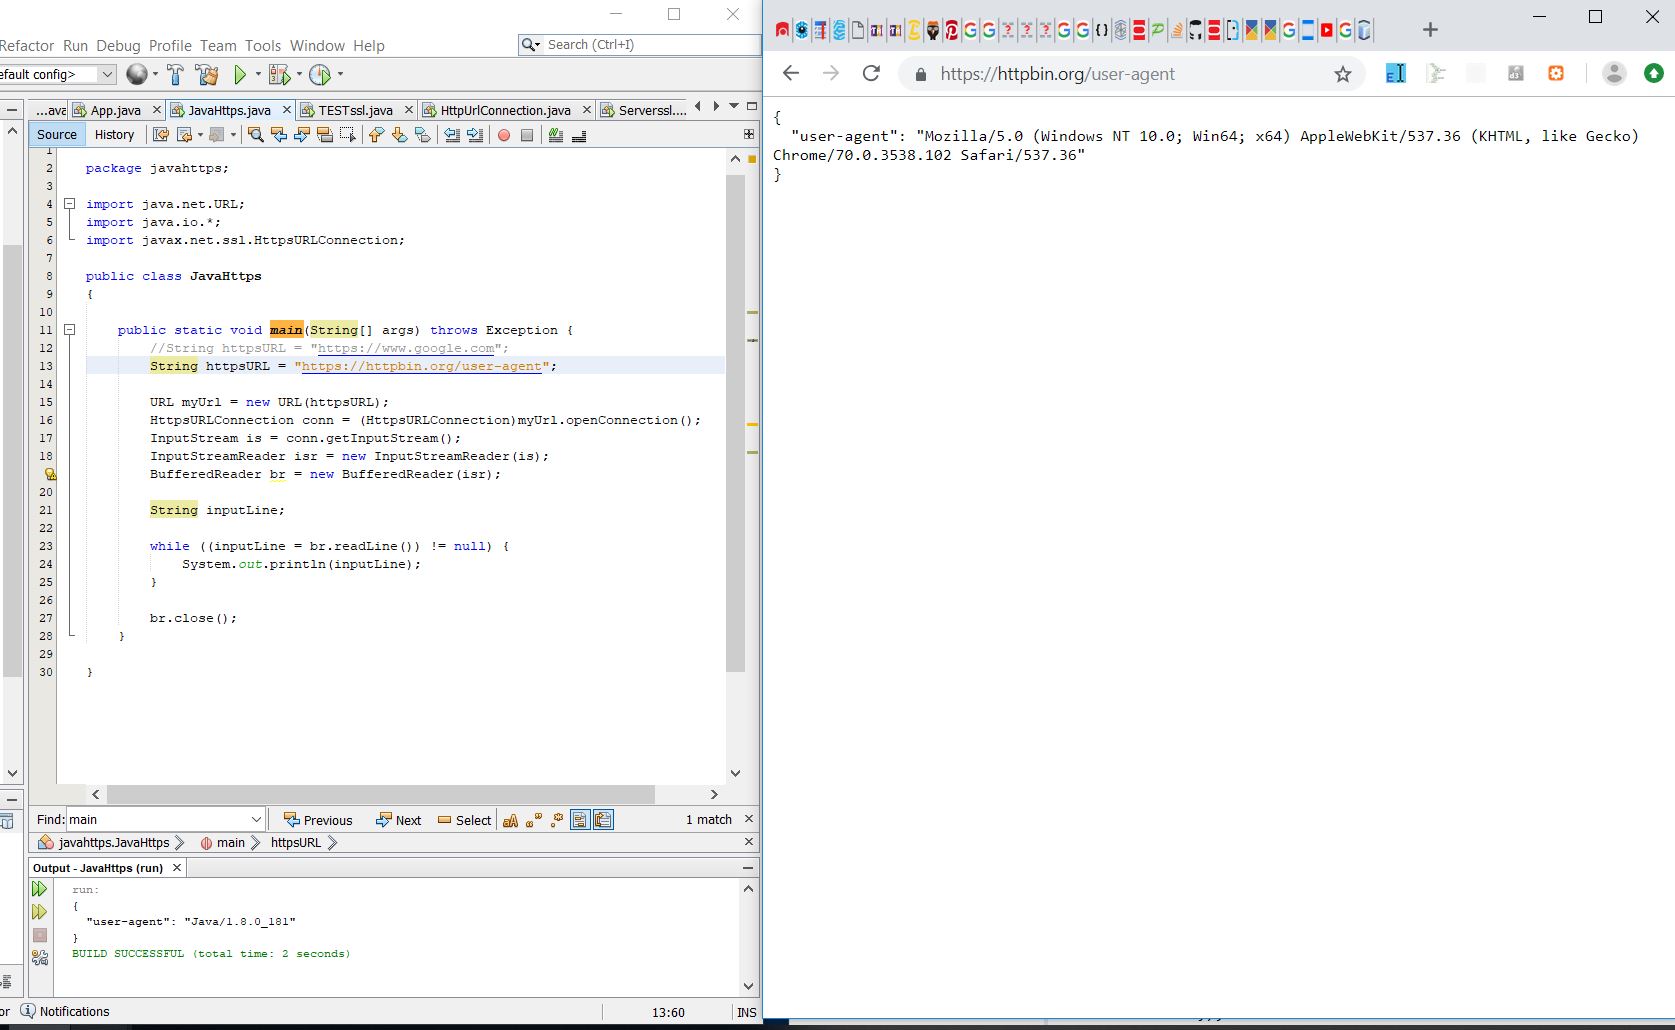 Refactor Run Debug Profile Team Tools Window Help
Search (Ctrl+I)
efault config>
...ava App.java JavaHttps.java TESTssl.java HttpUrlConnection.java Serverssl....
Source History
1
2 package javahttps;
3
4 import java.net.URL;
5 import java.io.*;
6 import javax.net.ssl.HttpsURLConnection;
7
8 public class JavaHttps
9 {
10
11 public static void main(String[] args) throws Exception {
12 //String httpsURL = "https://www.google.com";
13 String httpsURL = "https://httpbin.org/user-agent";
14
15 URL myUrl = new URL(httpsURL);
16 HttpsURLConnection conn = (HttpsURLConnection)myUrl.openConnection();
17 InputStream is = conn.getInputStream();
18 InputStreamReader isr = new InputStreamReader(is);
BufferedReader br = new BufferedReader(isr);
20
21 String inputLine;
22
23 while ((inputLine = br.readLine()) != null) {
24 System.out.println(inputLine);
25 }
26
27 br.close();
28 }
29
30 }
Find: main Previous Next Select 1 match
javahttps.JavaHttps main httpsURL
Output - JavaHttps (run)
run:
{
"user-agent": "Java/1.8.0_181"
}
BUILD SUCCESSFUL (total time: 2 seconds)
or Notifications 13:60 INS
https://httpbin.org/user-agent
{
"user-agent": "Mozilla/5.0 (Windows NT 10.0; Win64; x64) AppleWebKit/537.36 (KHTML, like Gecko)
Chrome/70.0.3538.102 Safari/537.36"
}